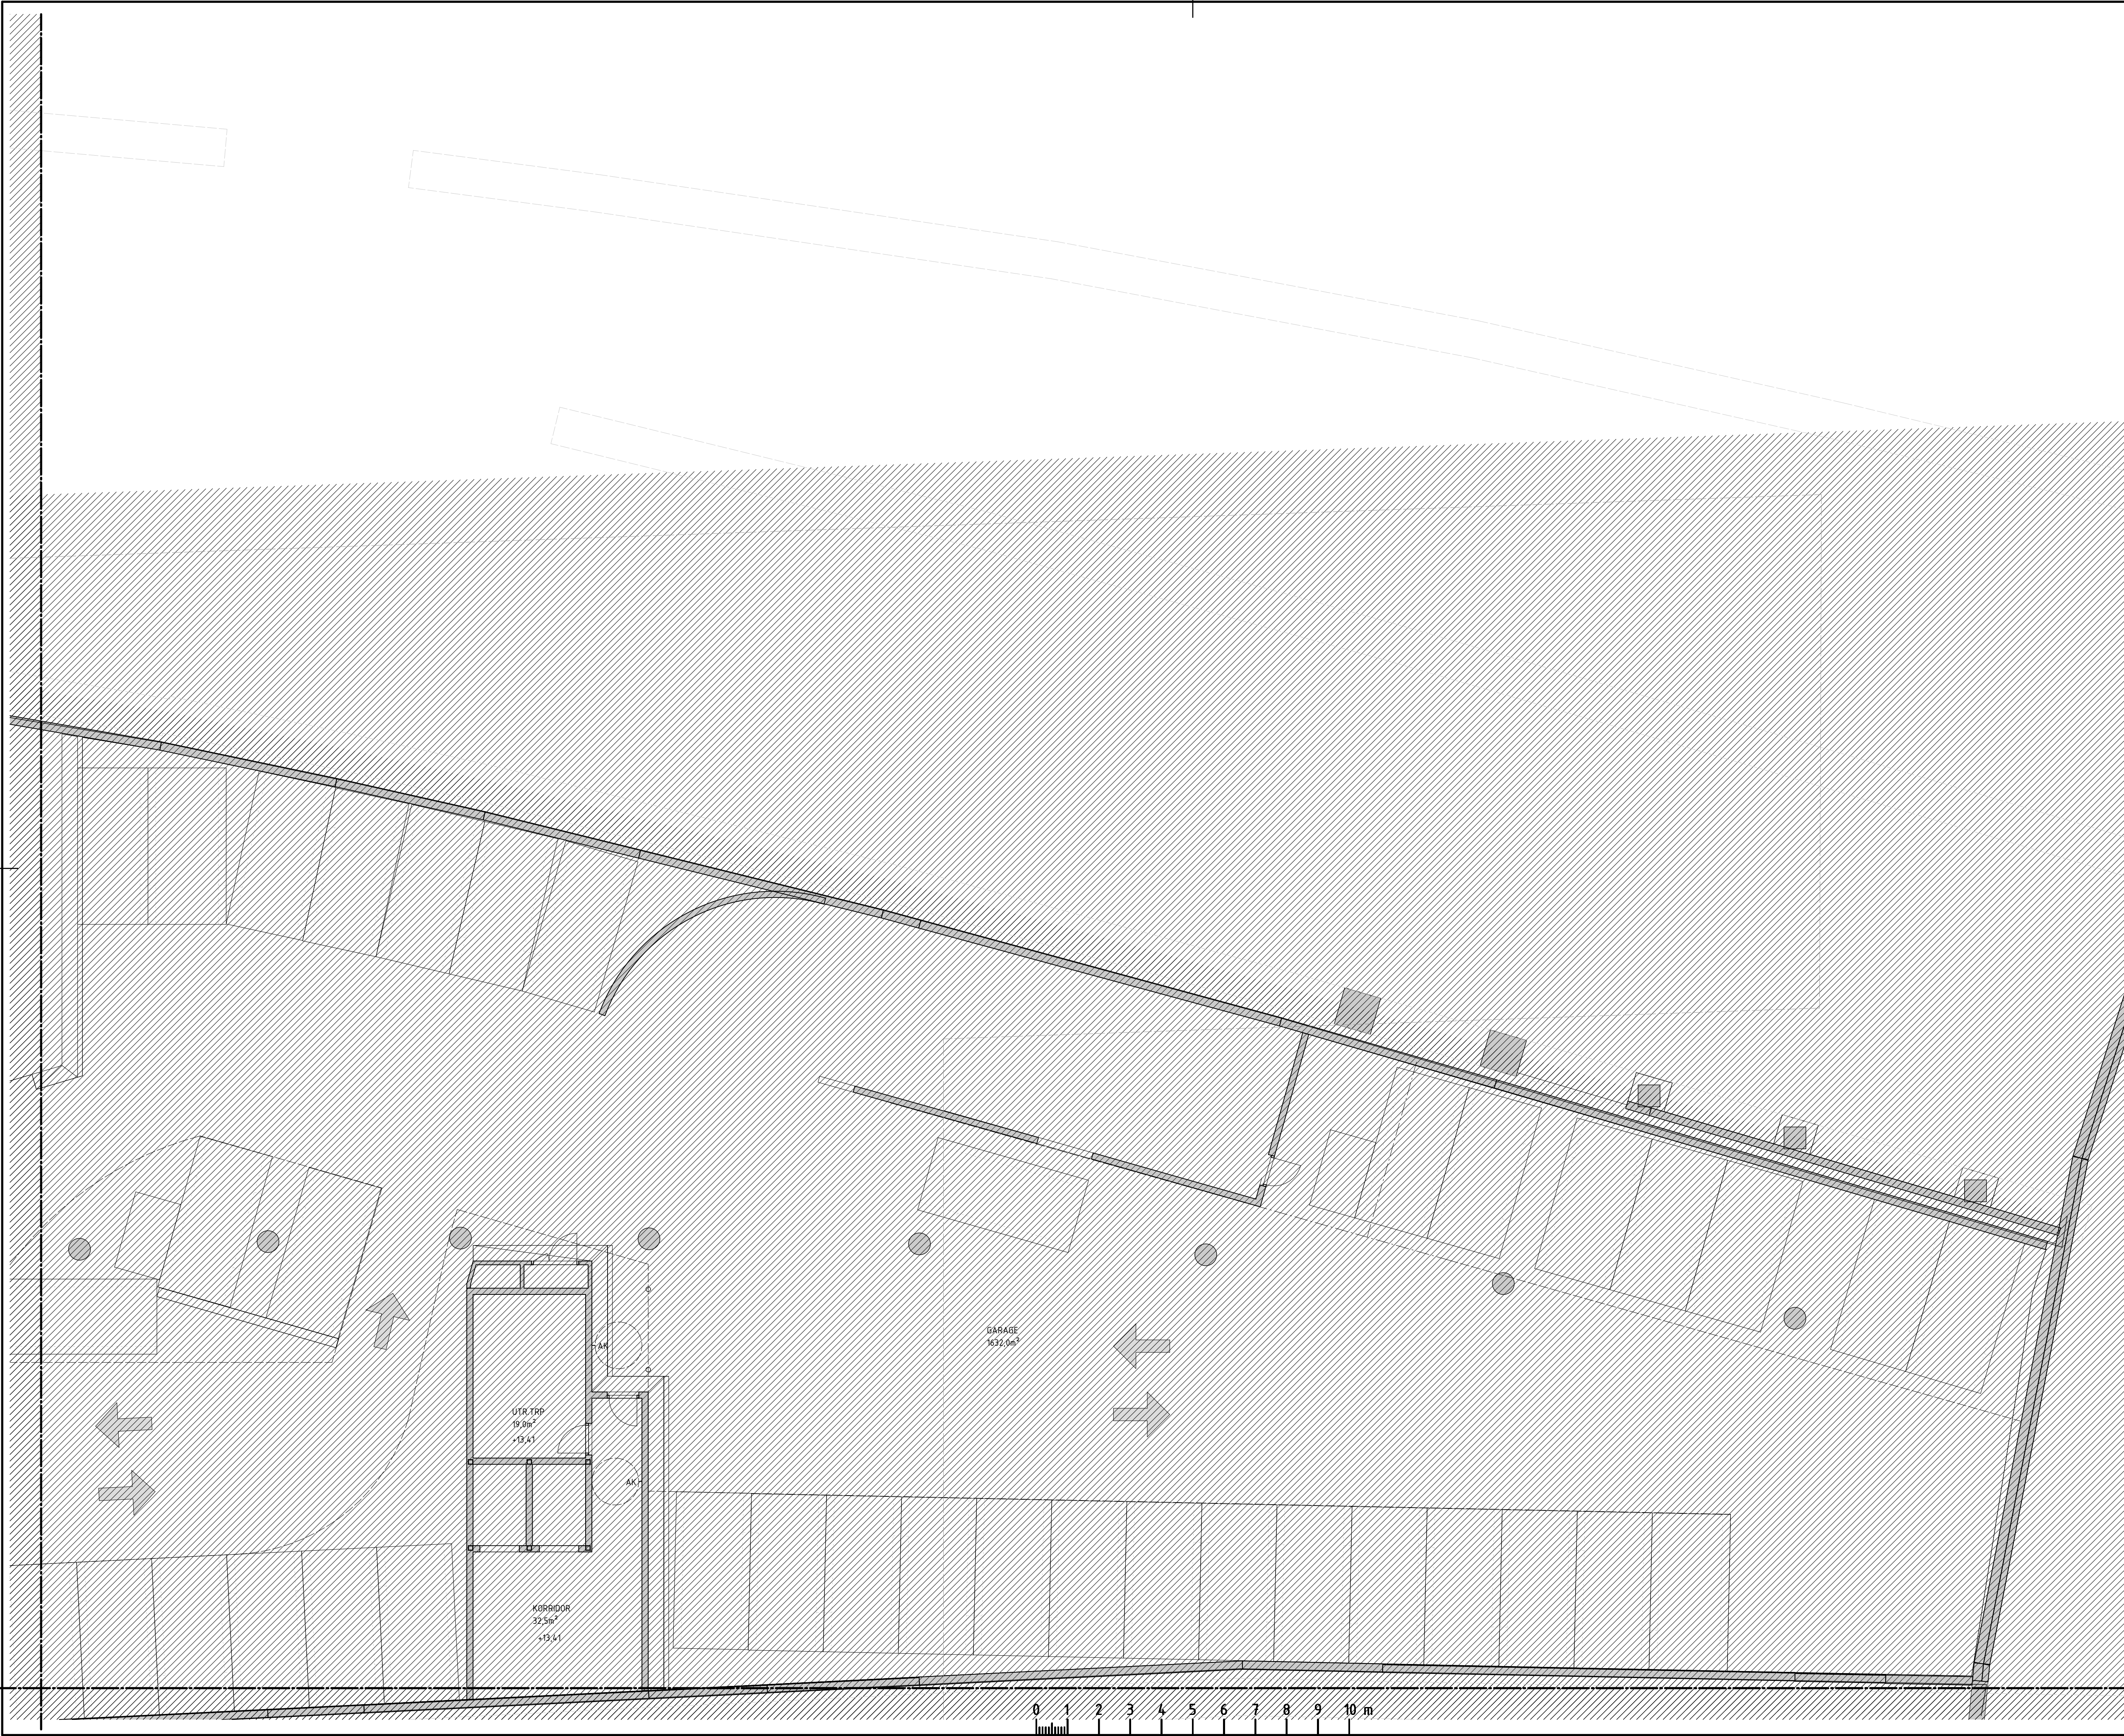 GARAGE
1632,0m²
AK
UTR.TRP
19,0m²
+13,41
AK
KORRIDOR
32,5m²
+13,41
0 1 2 3 4 5 6 7 8 9 10 m